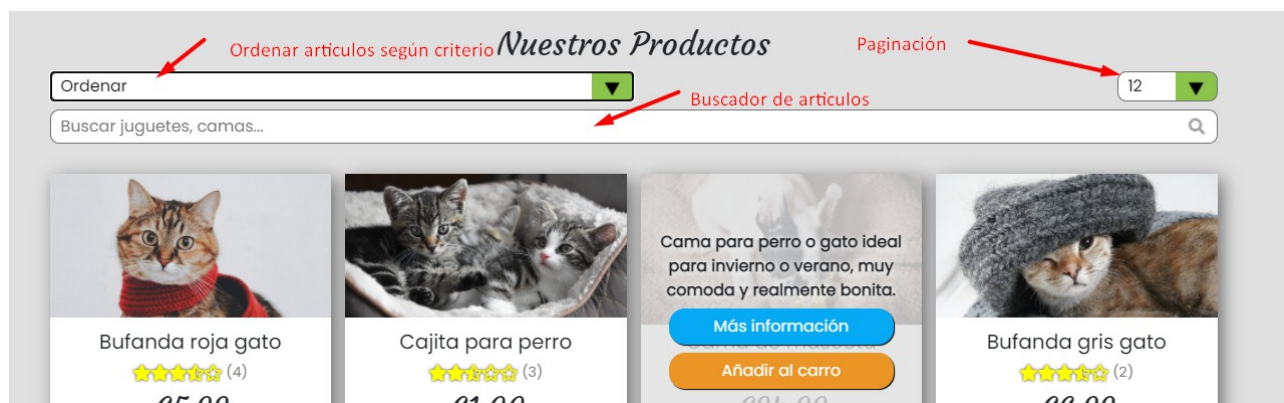 Nuestros Productos
Ordenar artículos según criterio
Paginación
Ordenar
12
Buscador de artículos
Buscar juguetes, camas...
Cama para perro o gato ideal
para invierno o verano, muy
comoda y realmente bonita.
Más información
Añadir al carro
Bufanda roja gato
(4)
Cajita para perro
(3)
Bufanda gris gato
(2)